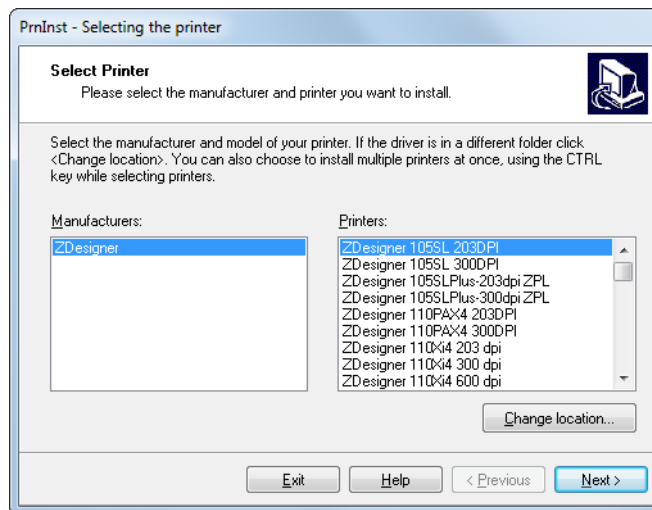 PrnInst - Selecting the printer
Select Printer
Please select the manufacturer and printer you want to install.
Select the manufacturer and model of your printer. If the driver is in a different folder click
<Change location>. You can also choose to install multiple printers at once, using the CTRL
key while selecting printers.
Manufacturers:
ZDesigner
Printers:
ZDesigner 105SL 203DPI
ZDesigner 105SL 300DPI
ZDesigner 105SLPlus-203dpi ZPL
ZDesigner 105SLPlus-300dpi ZPL
ZDesigner 110PAX4 203DPI
ZDesigner 110PAX4 300DPI
ZDesigner 110Xi4 203 dpi
ZDesigner 110Xi4 300 dpi
ZDesigner 110Xi4 600 dpi
Change location...
Exit
Help
< Previous
Next >